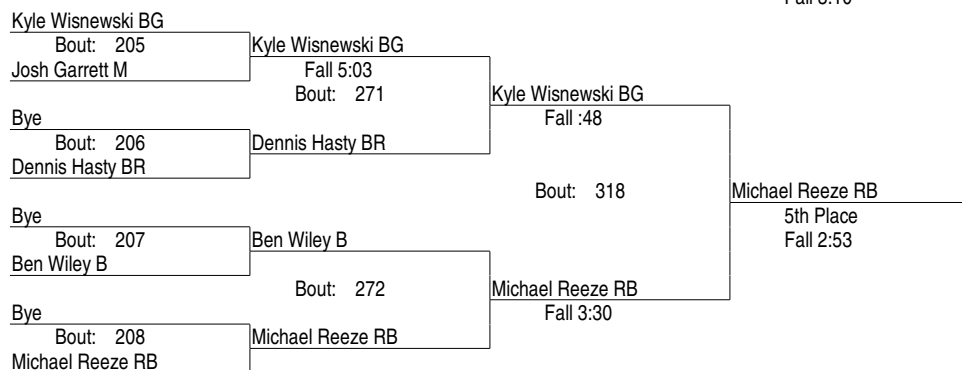 Kyle Wisnewski BG
Bout: 205
Kyle Wisnewski BG
Josh Garrett M
Fall 5:03
Bout: 271
Kyle Wisnewski BG
Bye
Fall :48
Bout: 206
Dennis Hasty BR
Dennis Hasty BR
Bout: 318
Michael Reeze RB
Bye
5th Place
Bout: 207
Ben Wiley B
Fall 2:53
Ben Wiley B
Bout: 272
Michael Reeze RB
Bye
Fall 3:30
Bout: 208
Michael Reeze RB
Michael Reeze RB